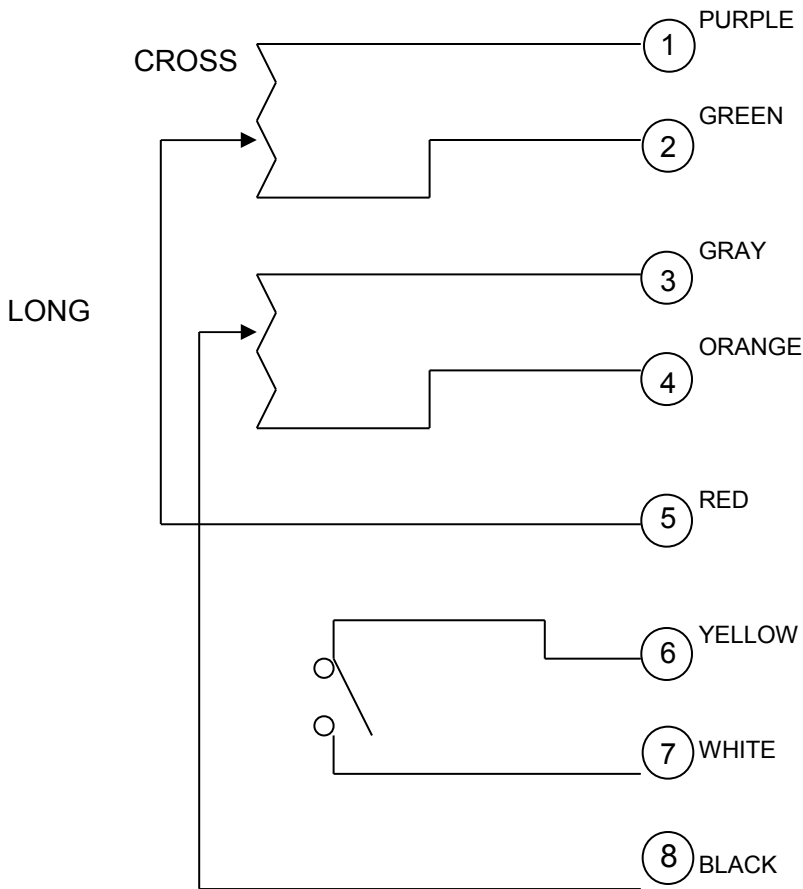 PURPLE
1
CROSS
GREEN
2
GRAY
3
LONG
ORANGE
4
RED
5
YELLOW
6
7 WHITE
8
BLACK